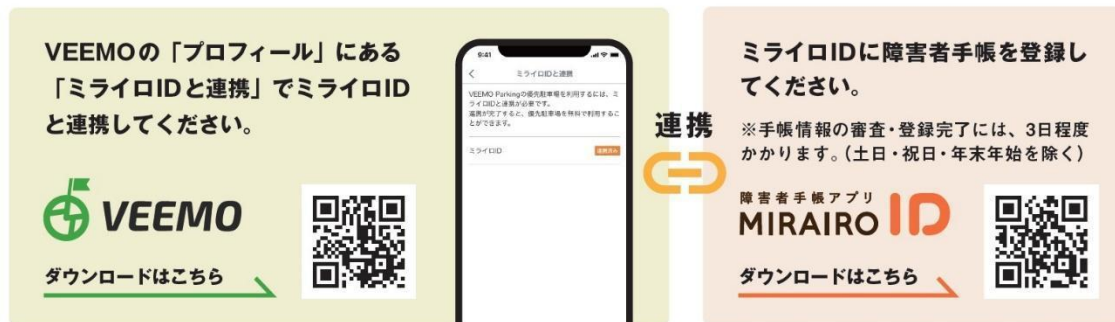 VEEMOの「プロフィール」にある
「ミライロIDと連携」でミライロID
と連携してください。
VEEMO
ダウンロードはこちら
9:41
ミライロIDと連携
VEEMO Parkingの優先駐車場を利用するには、ミ
ライロIDと連携が必要です。
連携が完了すると、優先駐車場を無料で利用するこ
とができます。
ミライロID
連携済み
連携
ミライロIDに障害者手帳を登録し
てください。
※手帳情報の審査・登録完了には、3日程度
かかります。(土日・祝日・年末年始を除く)
障害者手帳アプリ
MIRAIRO ID
ダウンロードはこちら